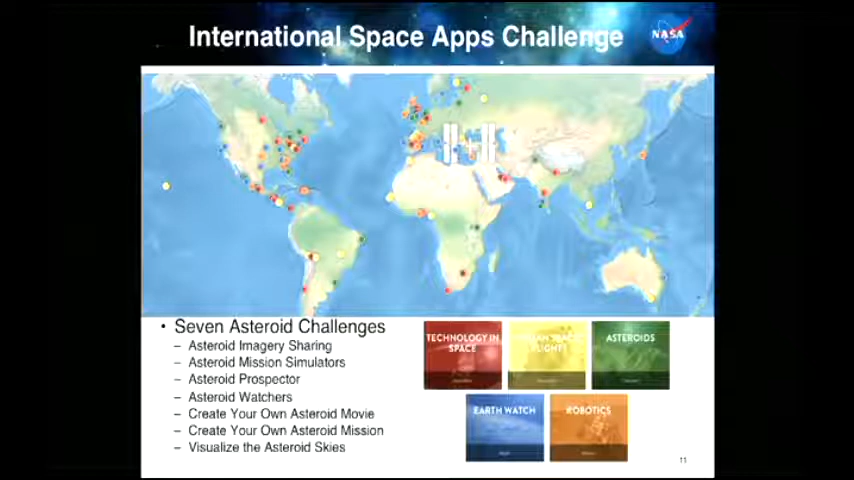 International Space Apps Challenge
NASA
• Seven Asteroid Challenges
– Asteroid Imagery Sharing
– Asteroid Mission Simulators
– Asteroid Prospector
– Asteroid Watchers
– Create Your Own Asteroid Movie
– Create Your Own Asteroid Mission
– Visualize the Asteroid Skies
TECHNOLOGY IN
SPACE
ASTEROIDS
EARTH WATCH
ROBOTICS
11